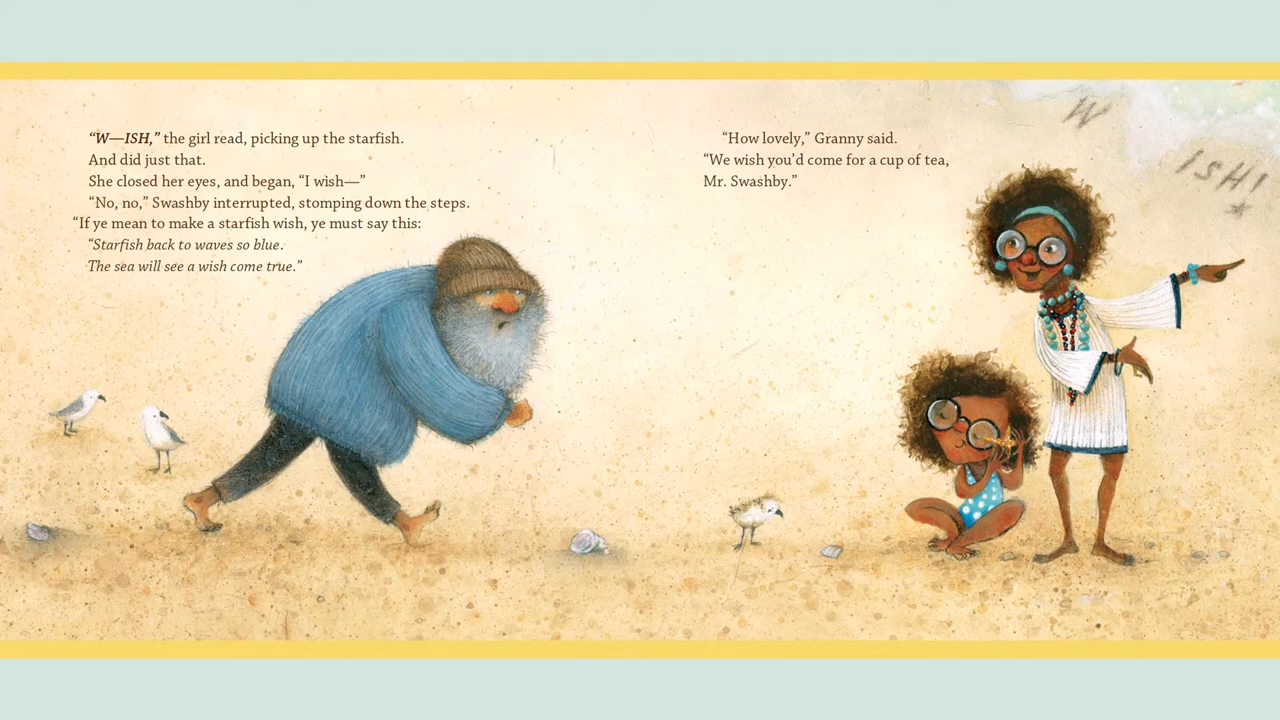 “W—ISH,” the girl read, picking up the starfish.
And did just that.
She closed her eyes, and began, “I wish—”
“No, no,” Swashby interrupted, stomping down the steps.
“If ye mean to make a starfish wish, ye must say this:
“Starfish back to waves so blue.
The sea will see a wish come true.”
“How lovely,” Granny said.
“We wish you’d come for a cup of tea,
Mr. Swashby.”
W
ISH!